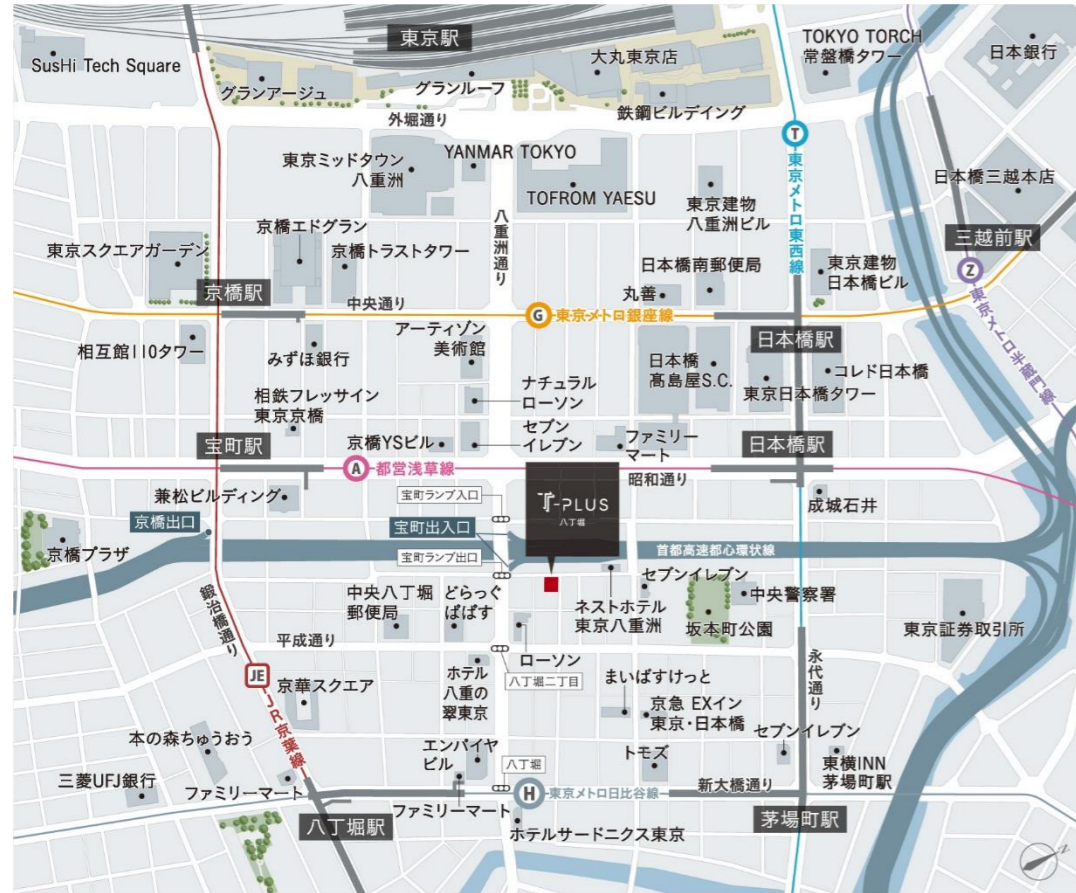 東京駅
SusHi Tech Square
グランアージュ
グランルーフ
大丸東京店
鉄鋼ビルデイング
TOKYO TORCH
常盤橋タワー
日本銀行
外堀通り
東京ミッドタウン
八重洲
YANMAR TOKYO
TOFROM YAESU
東京建物
八重洲ビル
T
東京メトロ東西線
日本橋三越本店
三越前駅
Z
東京メトロ半蔵門線
八重洲通り
東京スクエアガーデン
京橋エドグラン
京橋トラストタワー
日本橋南郵便局
丸善
東京建物
日本橋ビル
京橋駅
中央通り
G
東京メトロ銀座線
日本橋駅
相互館110タワー
みずほ銀行
アーティゾン
美術館
日本橋
髙島屋S.C.
東京日本橋タワー
コレド日本橋
相鉄フレッサイン
東京京橋
ナチュラル
ローソン
宝町駅
京橋YSビル
セブン
イレブン
ファミリー
マート
日本橋駅
A
都営浅草線
昭和通り
兼松ビルディング
宝町ランプ入口
T-PLUS
八丁堀
成城石井
京橋出口
京橋プラザ
宝町出入口
宝町ランプ出口
首都高速都心環状線
鍛冶橋通り
中央八丁堀
郵便局
どらっぐ
ぱぱす
ネストホテル
東京八重洲
セブンイレブン
坂本町公園
中央警察署
東京証券取引所
平成通り
ローソン
八丁堀二丁目
永代通り
JE
JR京葉線
京華スクエア
ホテル
八重の
翠東京
まいばすけっと
京急 EXイン
東京・日本橋
セブンイレブン
本の森ちゅうおう
エンパイヤ
ビル
トモズ
東横INN
茅場町駅
三菱UFJ銀行
ファミリーマート
八丁堀
H
東京メトロ日比谷線
新大橋通り
八丁堀駅
ファミリーマート
ホテルサードニクス東京
茅場町駅
N